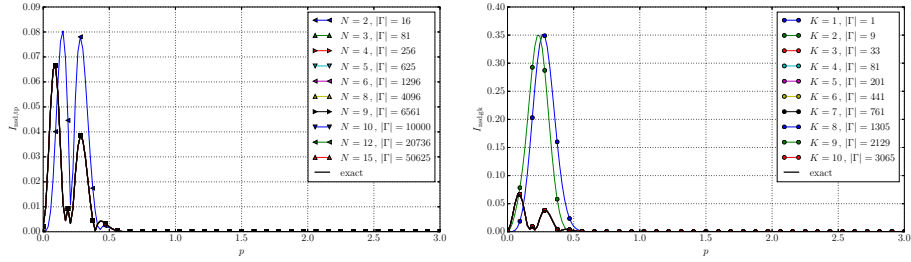 0.09
0.08
0.07
0.06
0.05
0.04
0.03
0.02
0.01
0.00
I_nsd,tp
0.0 0.5 1.0 1.5 2.0 2.5 3.0
p
N = 2, |Γ| = 16
N = 3, |Γ| = 81
N = 4, |Γ| = 256
N = 5, |Γ| = 625
N = 6, |Γ| = 1296
N = 8, |Γ| = 4096
N = 9, |Γ| = 6561
N = 10, |Γ| = 10000
N = 12, |Γ| = 20736
N = 15, |Γ| = 50625
exact
0.40
0.35
0.30
0.25
0.20
0.15
0.10
0.05
0.00
I_nsd,gk
0.0 0.5 1.0 1.5 2.0 2.5 3.0
p
K = 1, |Γ| = 1
K = 2, |Γ| = 9
K = 3, |Γ| = 33
K = 4, |Γ| = 81
K = 5, |Γ| = 201
K = 6, |Γ| = 441
K = 7, |Γ| = 761
K = 8, |Γ| = 1305
K = 9, |Γ| = 2129
K = 10, |Γ| = 3065
exact